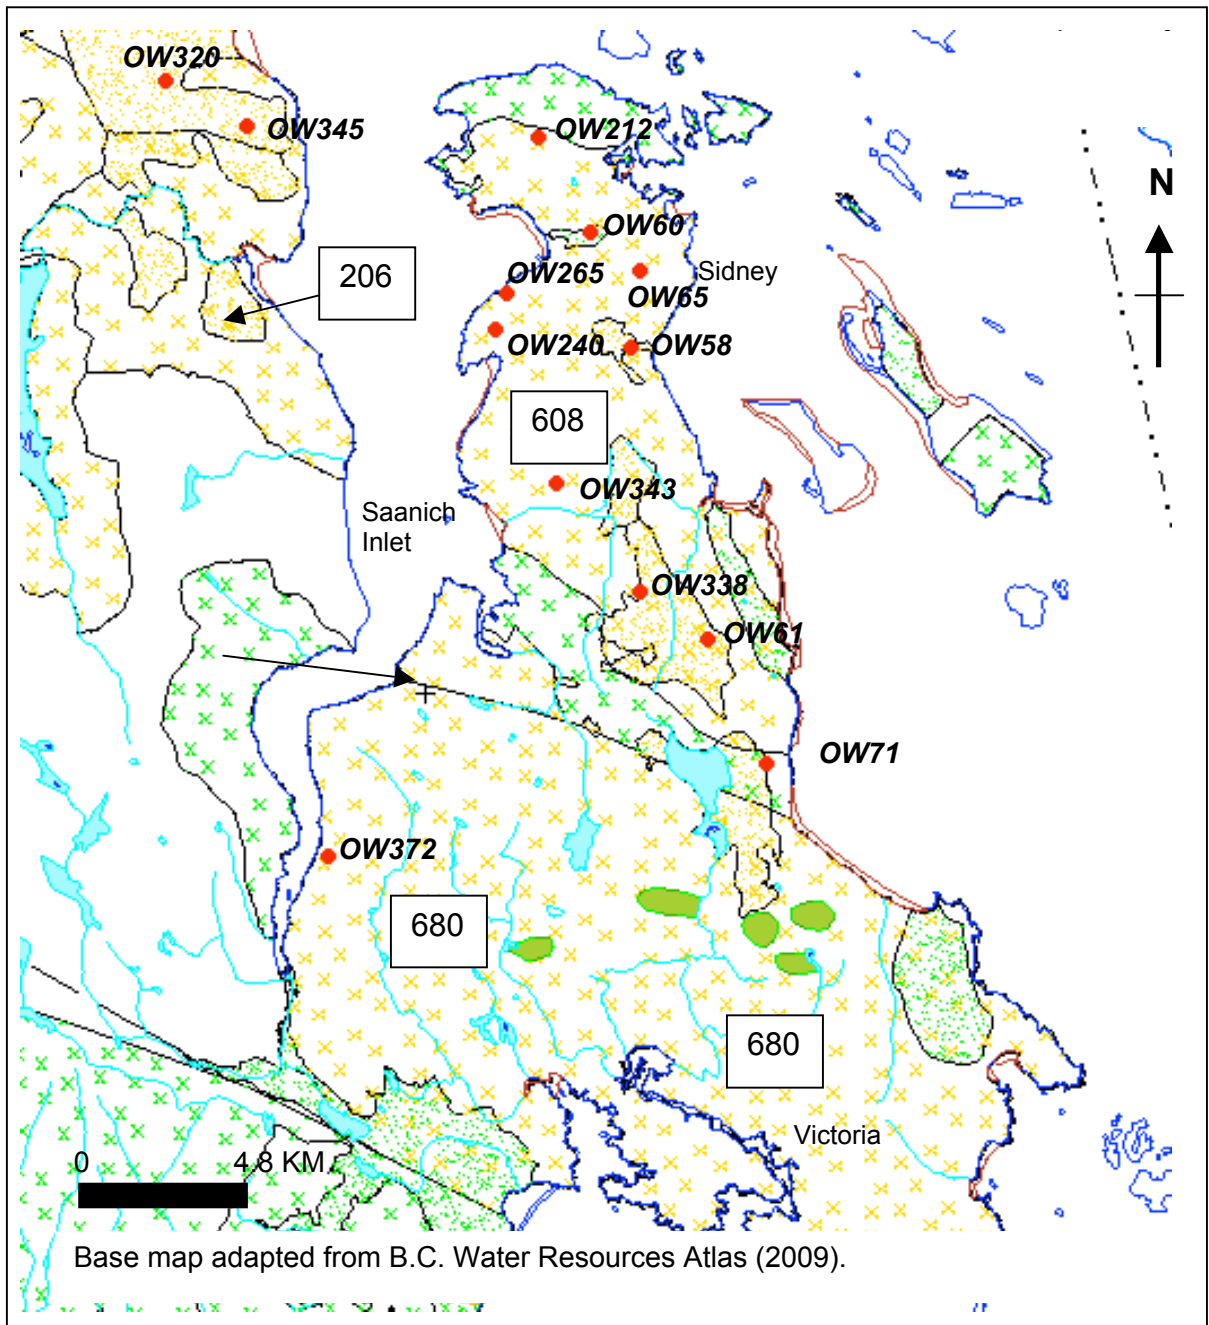 OW320
OW345
OW212
N
OW60
206
OW265
Sidney
OW65
OW240
OW58
608
OW343
Saanich
Inlet
OW338
OW61
OW71
OW372
680
680
Victoria
0 4.8 KM
Base map adapted from B.C. Water Resources Atlas (2009).